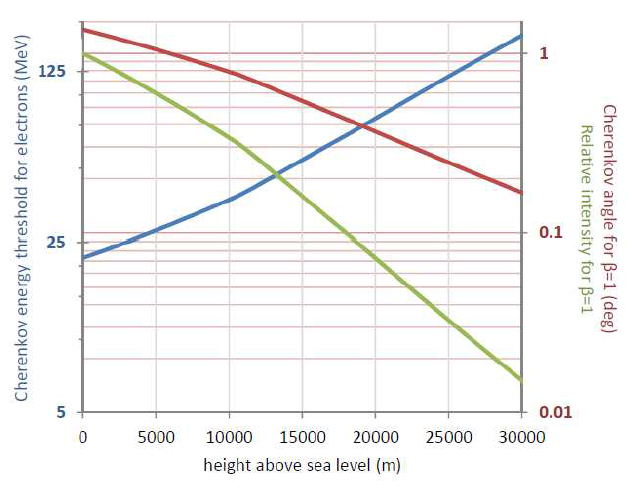 Cherenkov energy threshold for electrons (MeV)
125
25
5
1
0.1
0.01
Cherenkov angle for β=1 (deg)
Relative intensity for β=1
0 5000 10000 15000 20000 25000 30000
height above sea level (m)